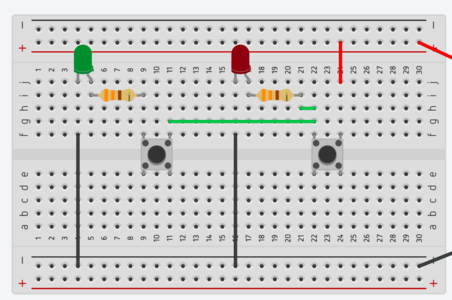 −
−
+
+
1 2 3 4 5 6 7 8 9 10 11 12 13 14 15 16 17 18 19 20 21 22 23 24 25 26 27 28 29 30
j j
i i
h h
g g
f f
e e
d d
c c
b b
a a
1 2 3 4 5 6 7 8 9 10 11 12 13 14 15 16 17 18 19 20 21 22 23 24 25 26 27 28 29 30
−
−
+
+